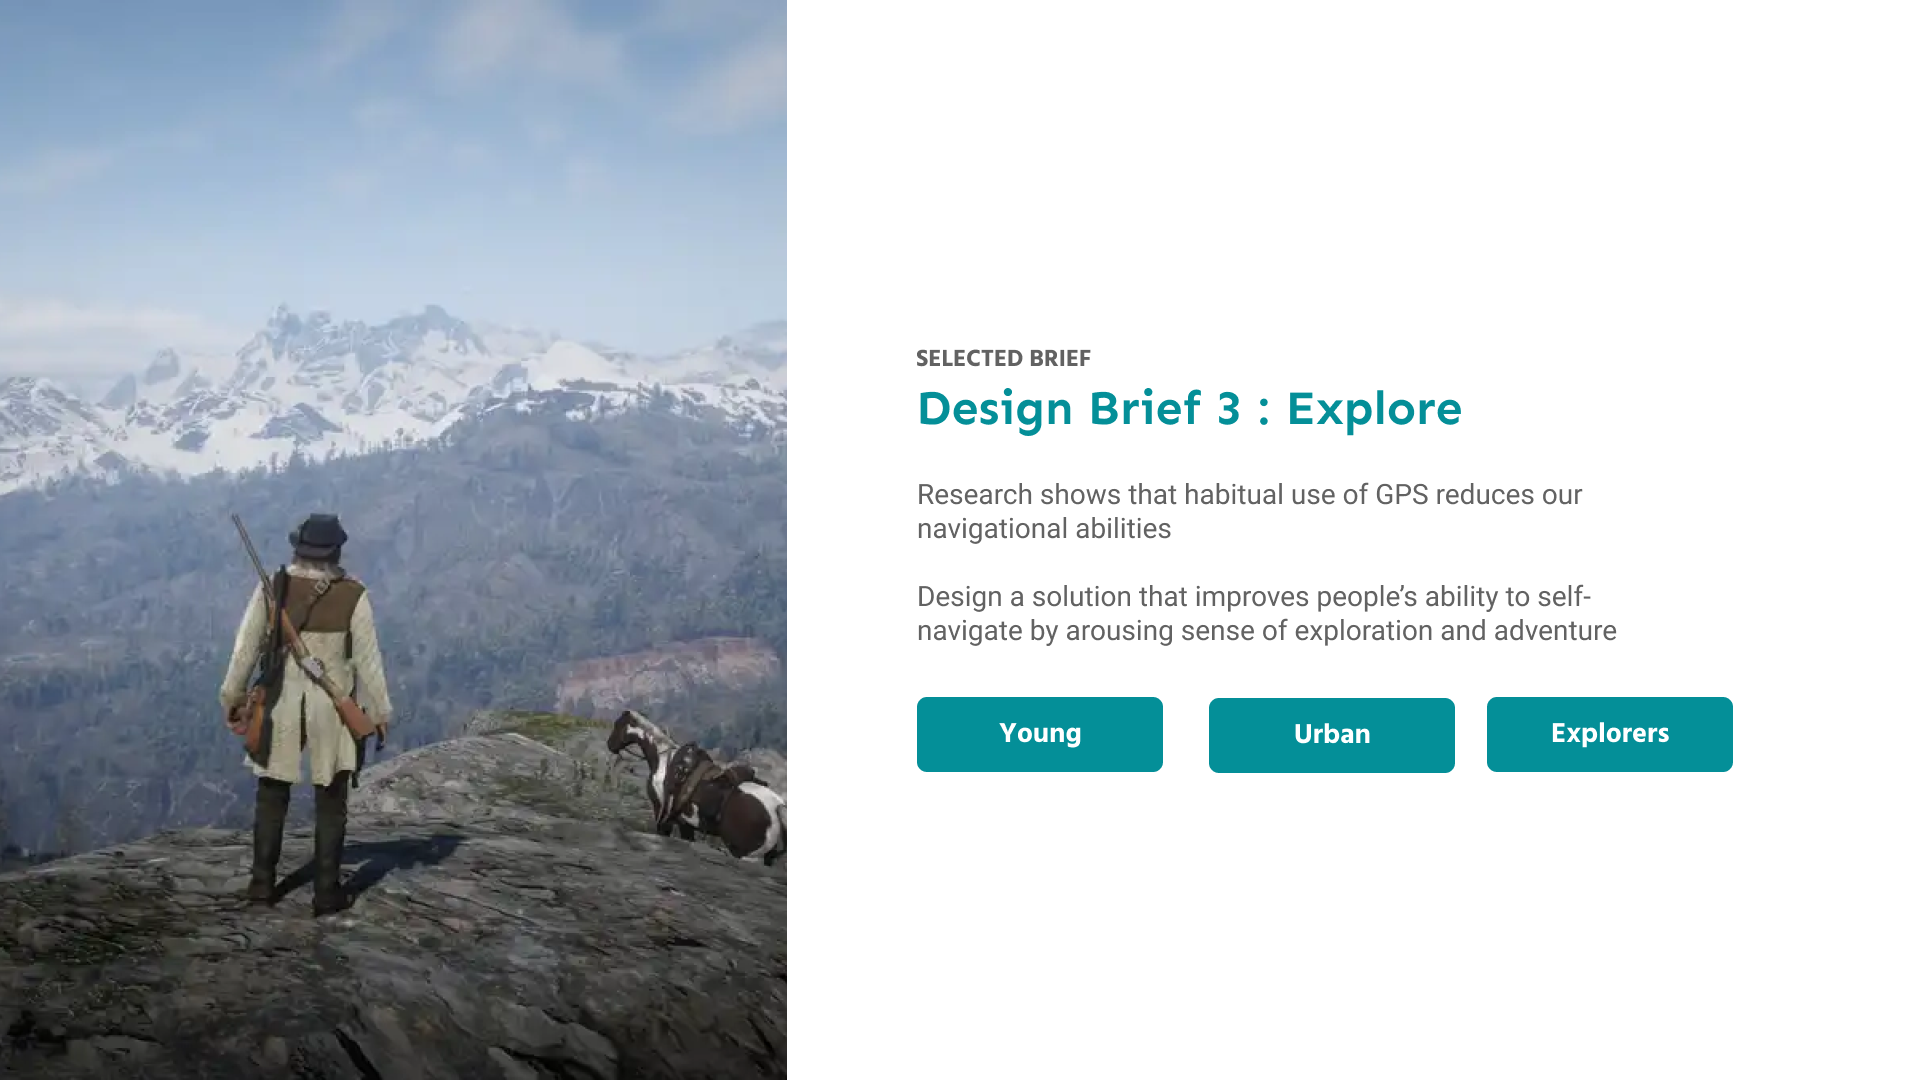 SELECTED BRIEF
Design Brief 3 : Explore
Research shows that habitual use of GPS reduces our
navigational abilities
Design a solution that improves people’s ability to self-
navigate by arousing sense of exploration and adventure
Young
Urban
Explorers